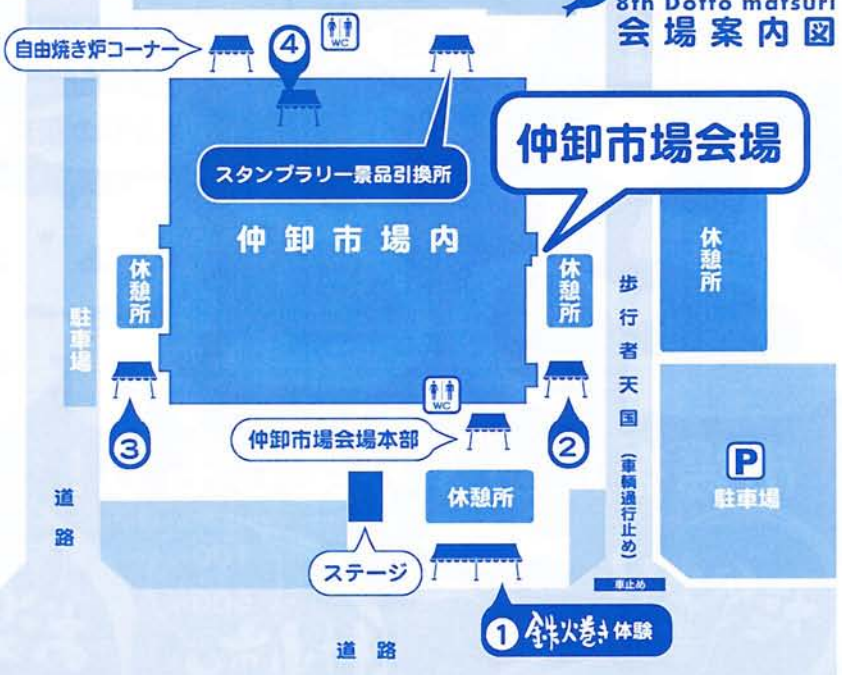 8th Dotto matsuri
会場案内図
自由焼き炉コーナー
④
WC
スタンプラリー景品引換所
仲卸市場会場
仲卸市場内
休憩所
休憩所
休憩所
駐車場
歩行者天国
(車輌通行止め)
WC
③
仲卸市場会場本部
②
P
駐車場
休憩所
道路
ステージ
車止め
① 鉄火巻き体験
道路